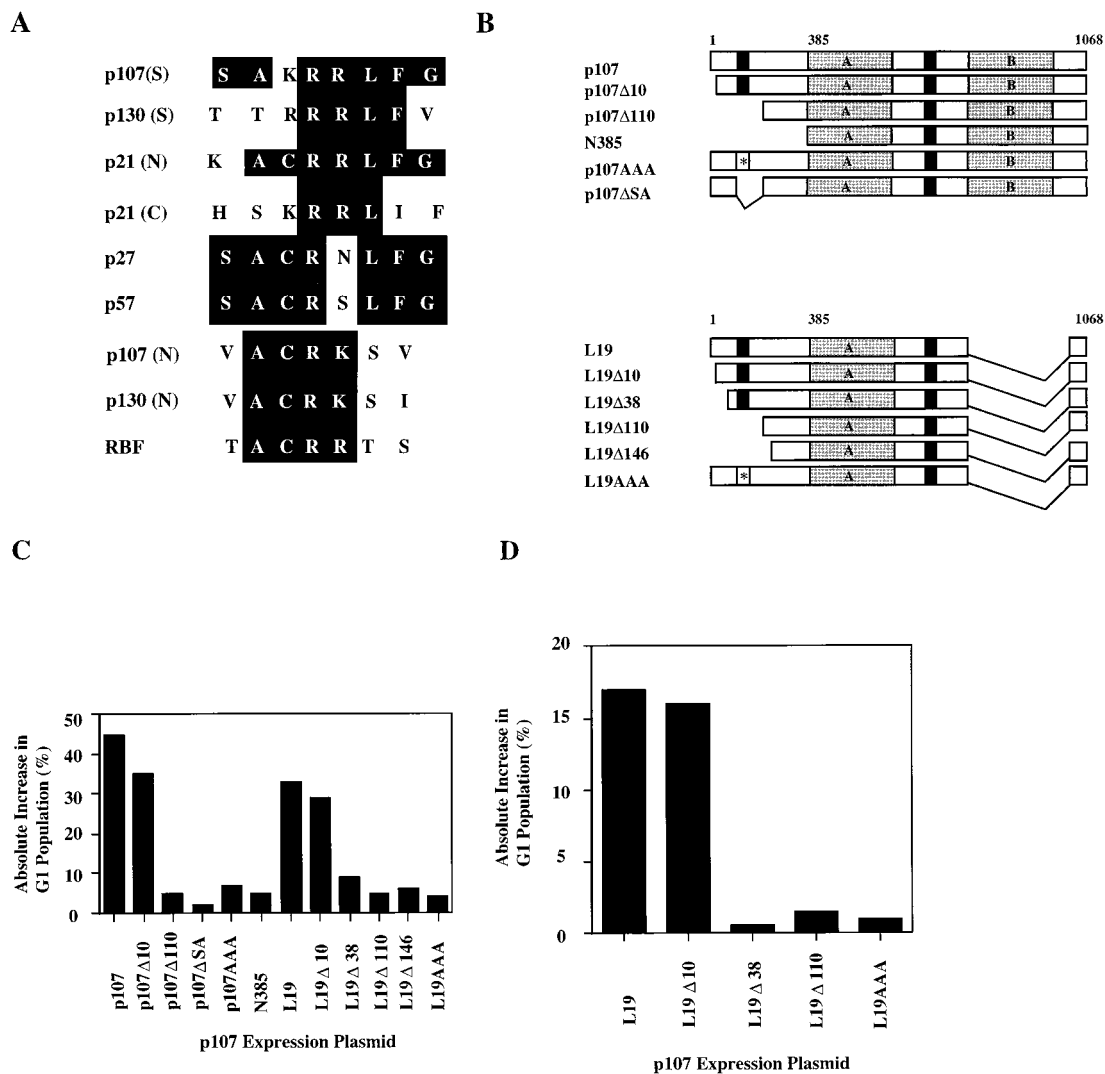 A
p107(S) S A K R R L F G
p130 (S) T T R R R L F V
p21 (N) K A C R R L F G
p21 (C) H S K R R L I F
p27 S A C R N L F G
p57 S A C R S L F G
p107 (N) V A C R K S V
p130 (N) V A C R K S I
RBF T A C R R T S
B
1 385 1068
p107 A B
p107Δ10 A B
p107Δ110 A B
N385 A B
p107AAA * A B
p107ΔSA A B
1 385 1068
L19 A
L19Δ10 A
L19Δ38 A
L19Δ110 A
L19Δ146 A
L19AAA * A
C
Absolute Increase in
G1 Population (%)
50
40
30
20
10
0
p107
p107Δ10
p107Δ110
p107ΔSA
p107AAA
N385
L19
L19Δ 10
L19Δ 38
L19Δ 110
L19Δ 146
L19AAA
p107 Expression Plasmid
D
Absolute Increase in
G1 Population (%)
20
15
10
5
0
L19
L19Δ 10
L19Δ 38
L19Δ 110
L19AAA
p107 Expression Plasmid